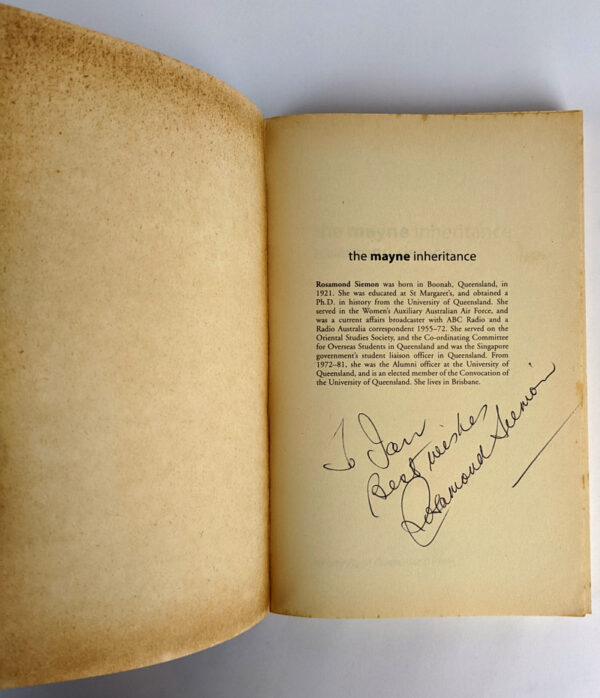 the mayne inheritance
Rosamond Siemon was born in Boonah, Queensland, in
1921. She was educated at St Margaret's, and obtained a
Ph.D. in history from the University of Queensland. She
served in the Women's Auxiliary Australian Air Force, and
was a current affairs broadcaster with ABC Radio and a
Radio Australia correspondent 1955–72. She served on the
Oriental Studies Society, and the Co-ordinating Committee
for Overseas Students in Queensland and was the Singapore
government's student liaison officer in Queensland. From
1972–81, she was the Alumni officer at the University of
Queensland, and is an elected member of the Convocation of
the University of Queensland. She lives in Brisbane.
To Ian
Best wishes
Rosamond Siemon